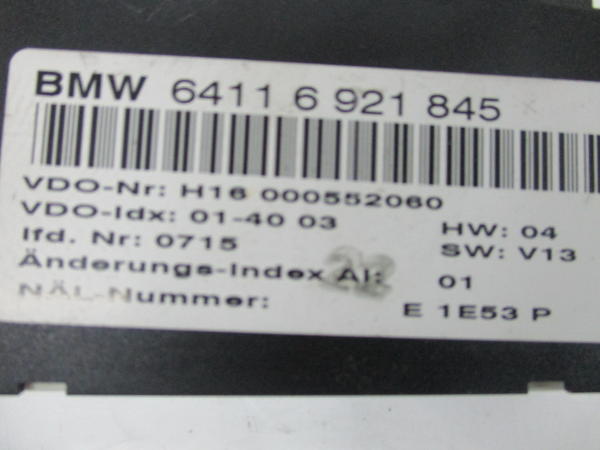 BMW 6411 6 921 845
VDO-Nr: H16 000552060
VDO-Idx: 01-40 03 HW: 04
lfd. Nr: 0715 SW: V13
Änderungs-Index AI: 01
NAL-Nummer: E 1E53 P